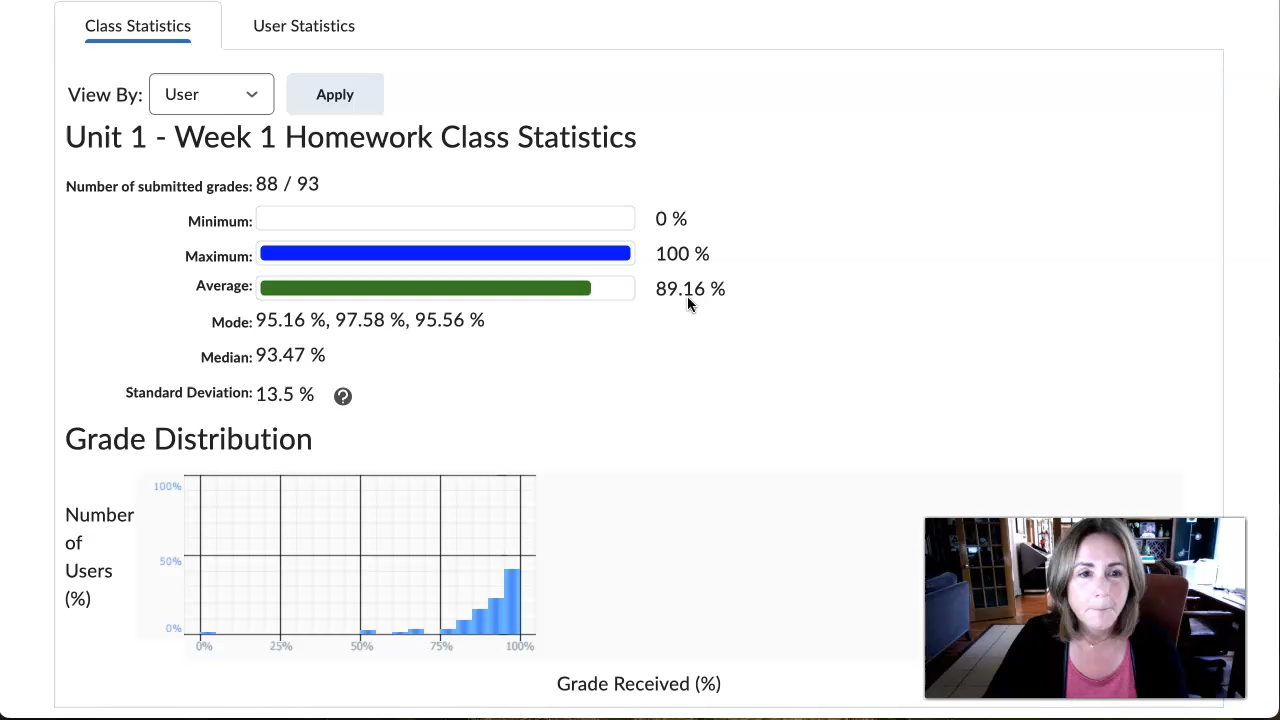 Class Statistics
User Statistics
View By: User Apply
Unit 1 - Week 1 Homework Class Statistics
Number of submitted grades: 88 / 93
Minimum: 0 %
Maximum: 100 %
Average: 89.16 %
Mode: 95.16 %, 97.58 %, 95.56 %
Median: 93.47 %
Standard Deviation: 13.5 % ?
Grade Distribution
Number
of
Users
(%)
100%
50%
0%
0% 25% 50% 75% 100%
Grade Received (%)